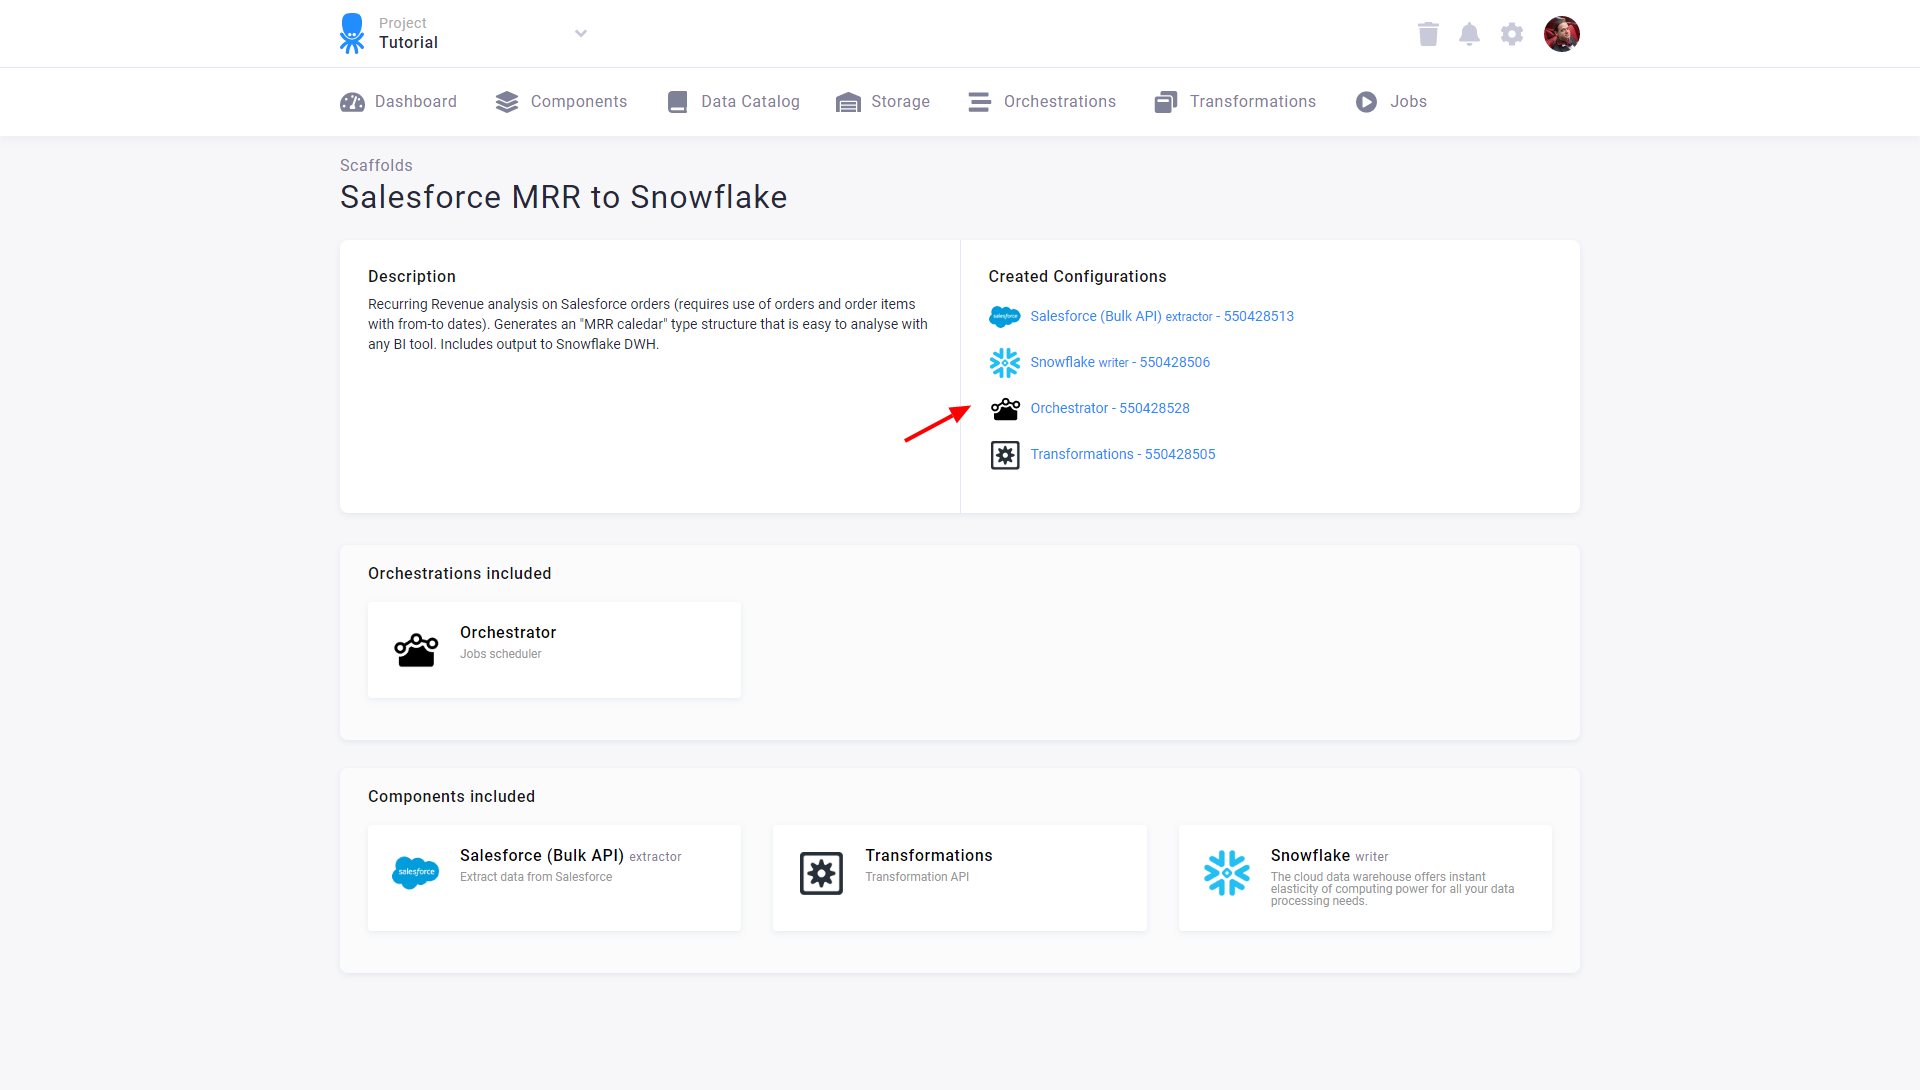 Project
Tutorial
Dashboard
Components
Data Catalog
Storage
Orchestrations
Transformations
Jobs
Scaffolds
Salesforce MRR to Snowflake
Description
Recurring Revenue analysis on Salesforce orders (requires use of orders and order items
with from-to dates). Generates an "MRR caledar" type structure that is easy to analyse with
any BI tool. Includes output to Snowflake DWH.
Created Configurations
salesforce
Salesforce (Bulk API) extractor - 550428513
Snowflake writer - 550428506
Orchestrator - 550428528
Transformations - 550428505
Orchestrations included
Orchestrator
Jobs scheduler
Components included
salesforce
Salesforce (Bulk API) extractor
Extract data from Salesforce
Transformations
Transformation API
Snowflake writer
The cloud data warehouse offers instant
elasticity of computing power for all your data
processing needs.